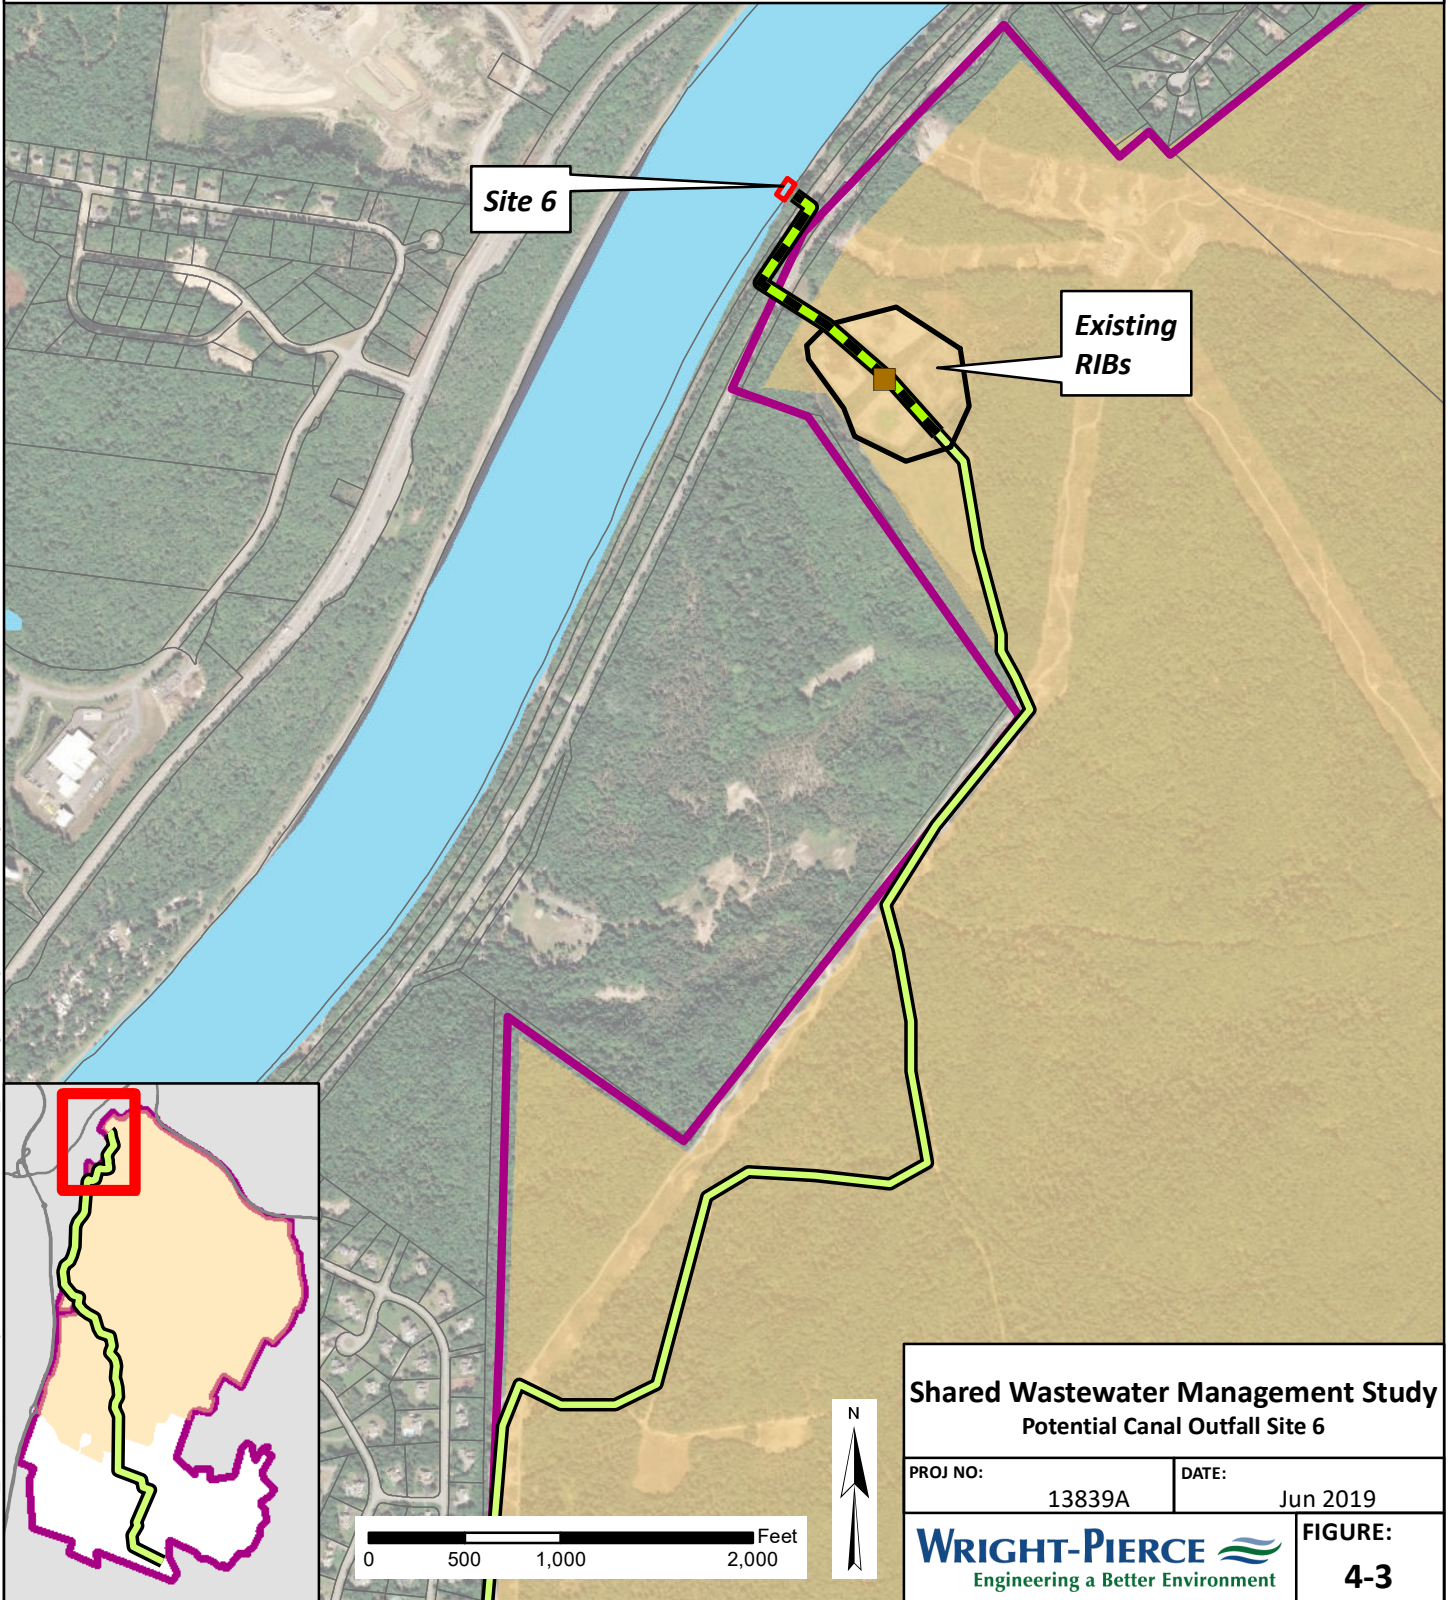 Site 6
Existing
RIBs
N
Feet
0 500 1,000 2,000
Shared Wastewater Management Study
Potential Canal Outfall Site 6
PROJ NO:
13839A
DATE:
Jun 2019
WRIGHT-PIERCE
Engineering a Better Environment
FIGURE:
4-3